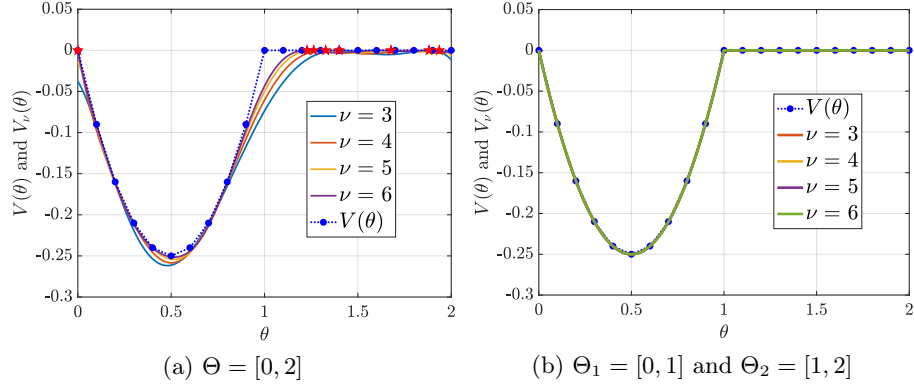 0.05
0
-0.05
-0.1
-0.15
-0.2
-0.25
-0.3
V(θ) and V_ν(θ)
0
0.5
1
1.5
2
θ
ν = 3
ν = 4
ν = 5
ν = 6
V(θ)
(a) Θ = [0, 2]
0.05
0
-0.05
-0.1
-0.15
-0.2
-0.25
-0.3
V(θ) and V_ν(θ)
0
0.5
1
1.5
2
θ
V(θ)
ν = 3
ν = 4
ν = 5
ν = 6
(b) Θ₁ = [0, 1] and Θ₂ = [1, 2]